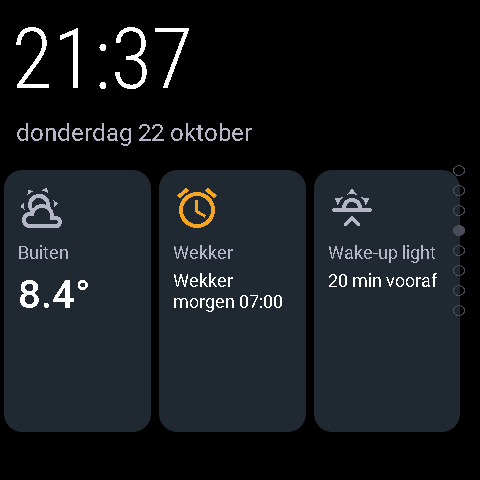 21:37
donderdag 22 oktober
Buiten
8.4°
Wekker
Wekker
morgen 07:00
Wake-up light
20 min vooraf